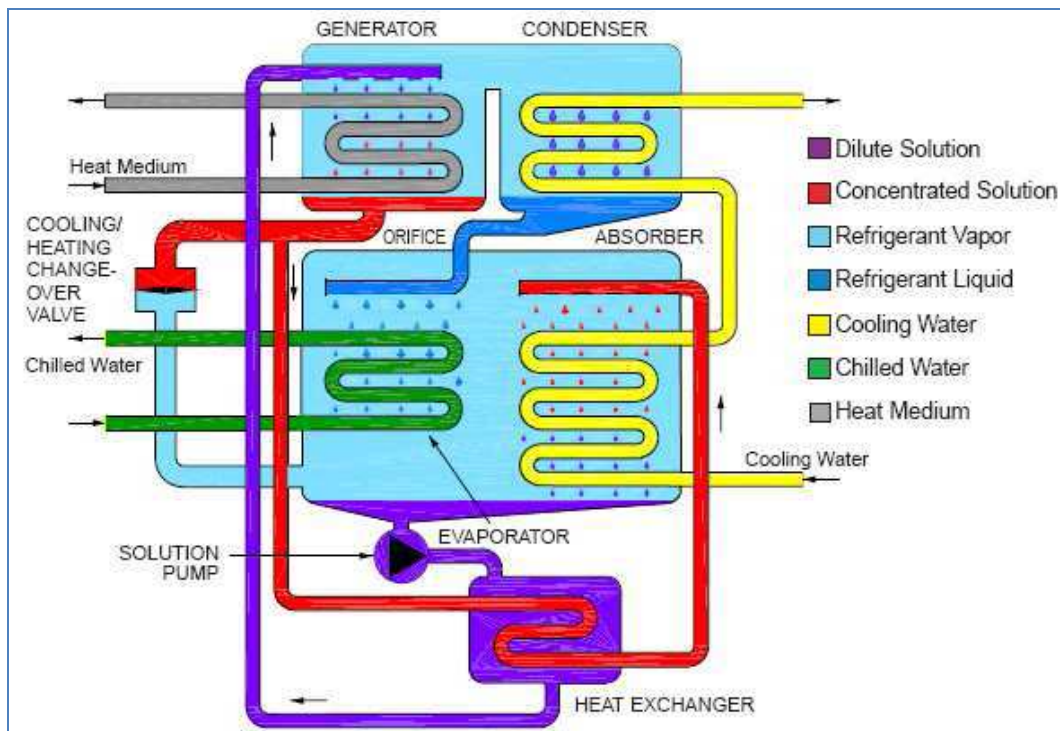 GENERATOR
CONDENSER
Heat Medium
COOLING/
HEATING
CHANGE-
OVER
VALVE
ORIFICE
ABSORBER
Chilled Water
Cooling Water
EVAPORATOR
SOLUTION
PUMP
HEAT EXCHANGER
Dilute Solution
Concentrated Solution
Refrigerant Vapor
Refrigerant Liquid
Cooling Water
Chilled Water
Heat Medium